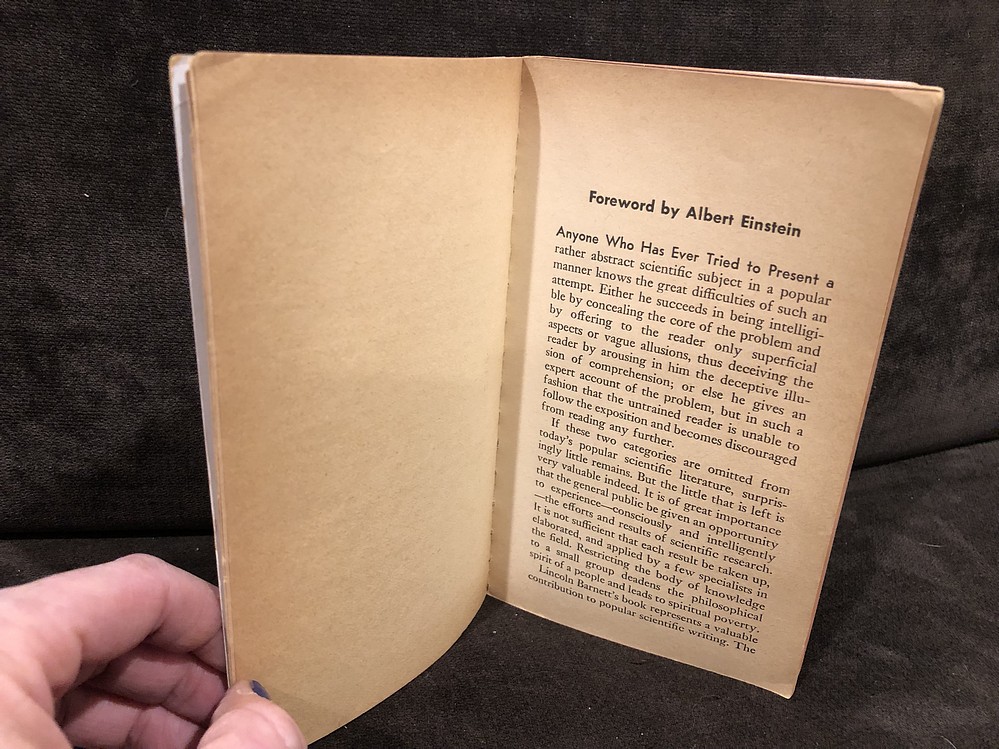 Foreword by Albert Einstein
Anyone Who Has Ever Tried to Present a
rather abstract scientific subject in a popular
manner knows the great difficulties of such an
attempt. Either he succeeds in being intelligi-
ble by concealing the core of the problem and
by offering to the reader only superficial
aspects or vague allusions, thus deceiving the
reader by arousing in him the deceptive illu-
sion of comprehension; or else he gives an
expert account of the problem, but in such a
fashion that the untrained reader is unable to
follow the exposition and becomes discouraged
from reading any further.
If these two categories are omitted from
today's popular scientific literature, surpris-
ingly little remains. But the little that is left is
very valuable indeed. It is of great importance
that the general public be given an opportunity
to experience—consciously and intelligently
—the efforts and results of scientific research.
It is not sufficient that each result be taken up,
elaborated, and applied by a few specialists in
the field. Restricting the body of knowledge
to a small group deadens the philosophical
spirit of a people and leads to spiritual poverty.
Lincoln Barnett's book represents a valuable
contribution to popular scientific writing. The